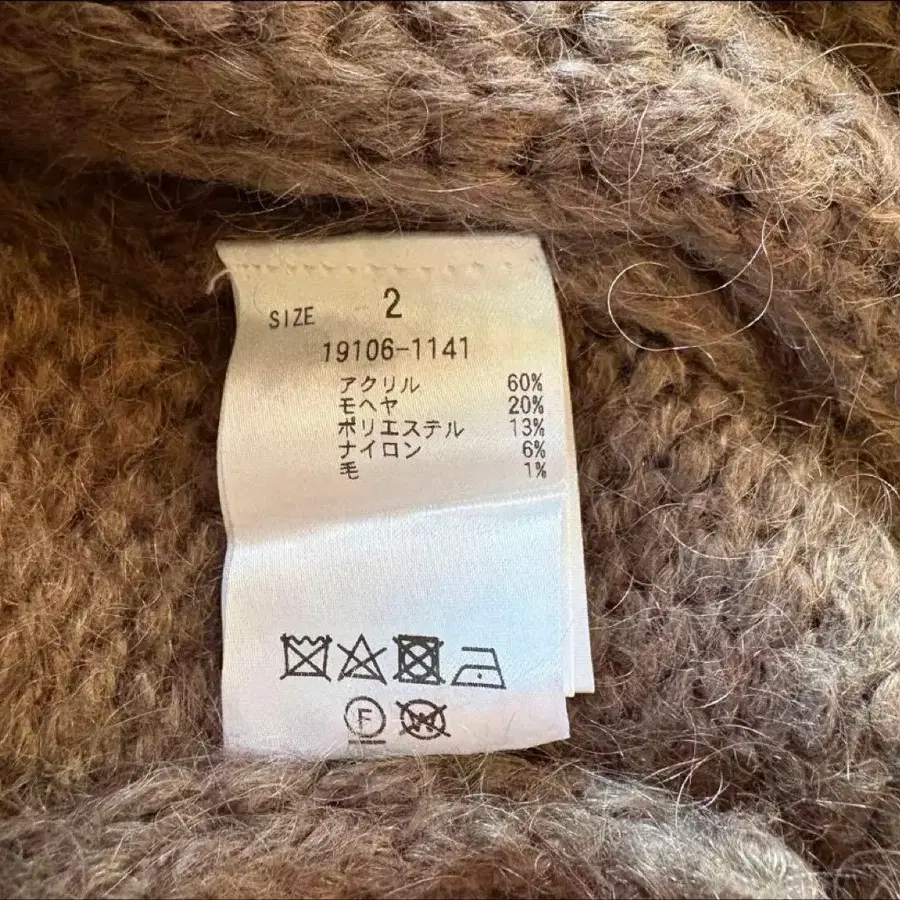 SIZE 2
19106-1141
アクリル 60%
モヘヤ 20%
ポリエステル 13%
ナイロン 6%
毛 1%
F W